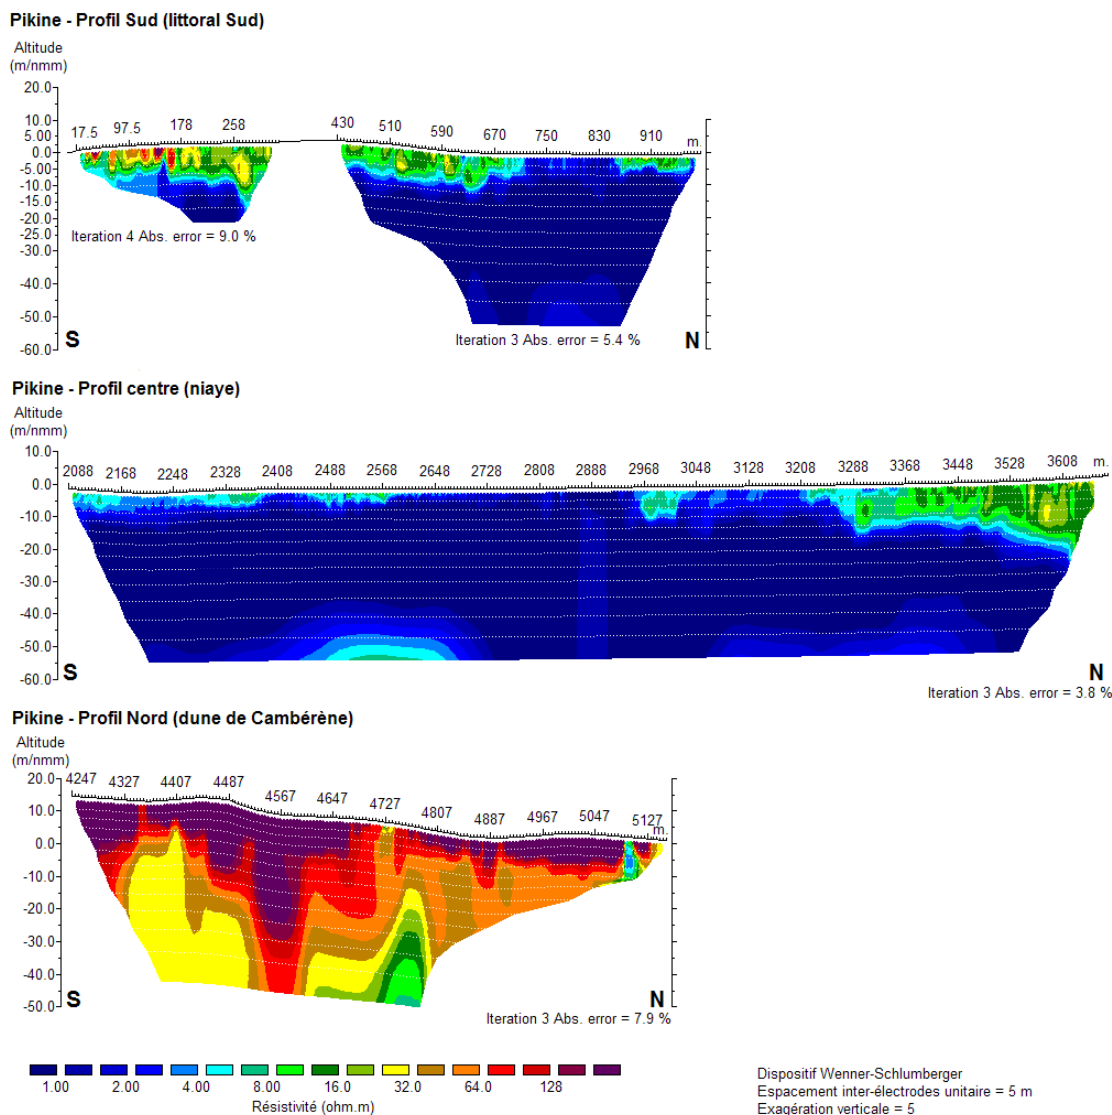 Pikine - Profil Sud (littoral Sud)
Altitude
(m/nmm)
20.0
10.0
5.00
0.0
-5.00
-10.0
-15.0
-20.0
-25.0
-30.0
-40.0
-50.0
-60.0
17.5 97.5 178 258 430 510 590 670 750 830 910 m.
Iteration 4 Abs. error = 9.0 %
S
Iteration 3 Abs. error = 5.4 %
N
Pikine - Profil centre (niaye)
Altitude
(m/nmm)
10.0
0.0
-10.0
-20.0
-30.0
-40.0
-50.0
-60.0
2088 2168 2248 2328 2408 2488 2568 2648 2728 2808 2888 2968 3048 3128 3208 3288 3368 3448 3528 3608 m.
S
N
Iteration 3 Abs. error = 3.8 %
Pikine - Profil Nord (dune de Cambérène)
Altitude
(m/nmm)
20.0
10.0
0.0
-10.0
-20.0
-30.0
-40.0
-50.0
4247 4327 4407 4487 4567 4647 4727 4807 4887 4967 5047 5127 m.
S
N
Iteration 3 Abs. error = 7.9 %
1.00 2.00 4.00 8.00 16.0 32.0 64.0 128
Résistivité (ohm.m)
Dispositif Wenner-Schlumberger
Espacement inter-électrodes unitaire = 5 m
Exagération verticale = 5